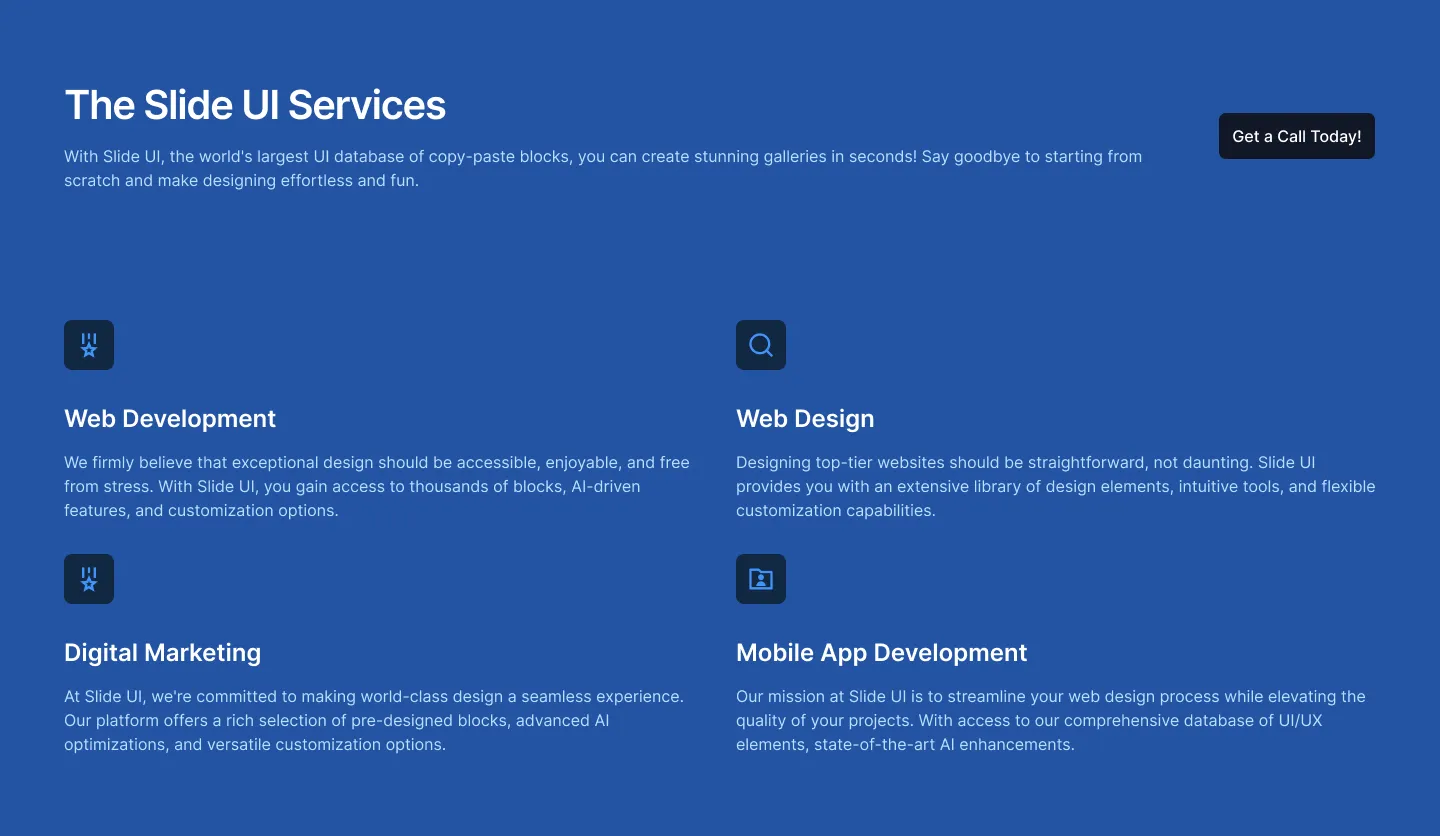 The Slide UI Services
With Slide UI, the world's largest UI database of copy-paste blocks, you can create stunning galleries in seconds! Say goodbye to starting from
scratch and make designing effortless and fun.
Get a Call Today!
Web Development
We firmly believe that exceptional design should be accessible, enjoyable, and free
from stress. With Slide UI, you gain access to thousands of blocks, AI-driven
features, and customization options.
Web Design
Designing top-tier websites should be straightforward, not daunting. Slide UI
provides you with an extensive library of design elements, intuitive tools, and flexible
customization capabilities.
Digital Marketing
At Slide UI, we're committed to making world-class design a seamless experience.
Our platform offers a rich selection of pre-designed blocks, advanced AI
optimizations, and versatile customization options.
Mobile App Development
Our mission at Slide UI is to streamline your web design process while elevating the
quality of your projects. With access to our comprehensive database of UI/UX
elements, state-of-the-art AI enhancements.